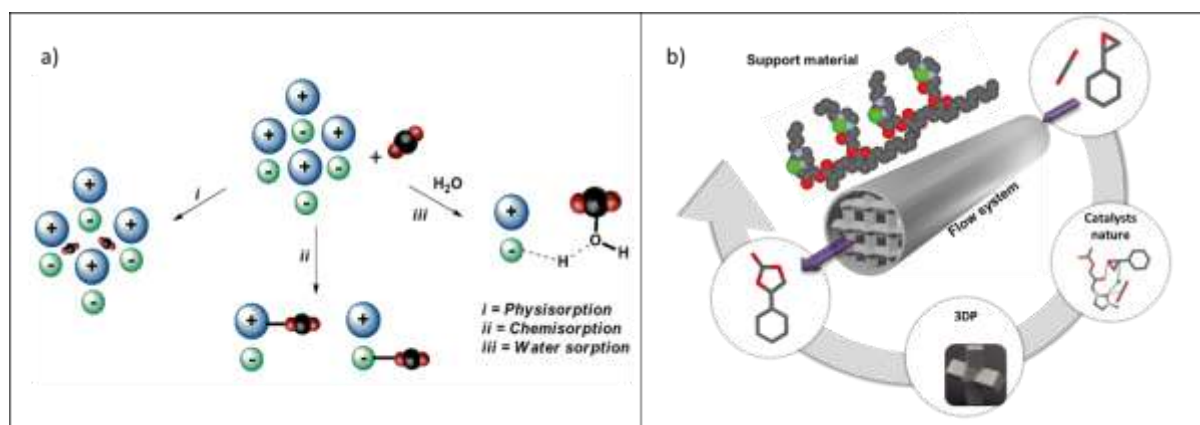 a)
+
+
-
+
+
H₂O
i
iii
ii
+
-
H
O
H
+
-
+
-
+
-
+
-
-
+
-
+
-
i = Physisorption
ii = Chemisorption
iii = Water sorption
b)
Support material
Flow system
Catalysts
nature
3DP